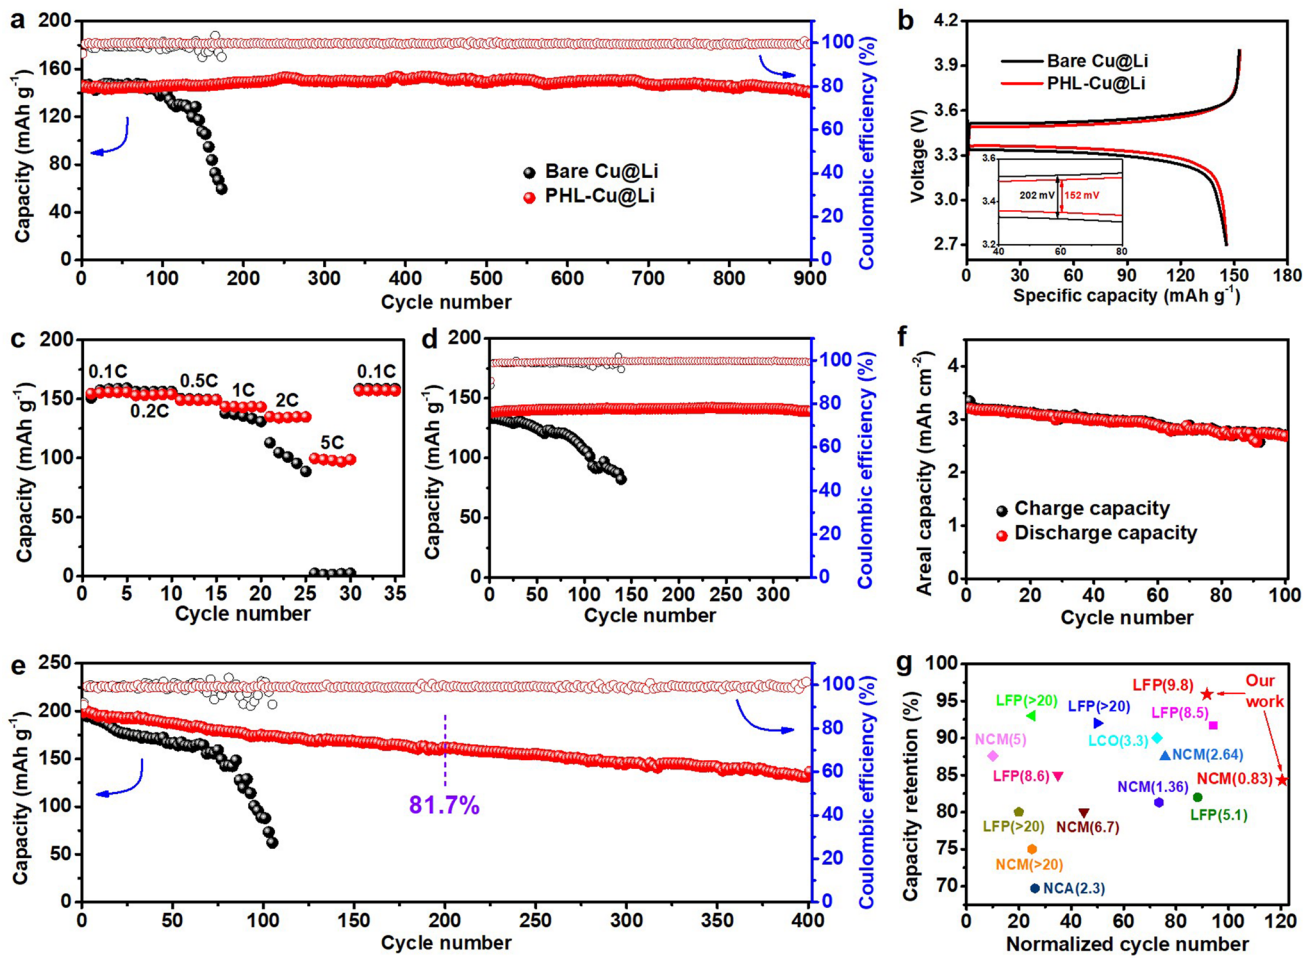 a
200
160
120
80
40
0
Capacity (mAh g-1)
0 100 200 300 400 500 600 700 800 900
Cycle number
100
80
60
40
20
0
Coulombic efficiency (%)
Bare Cu@Li
PHL-Cu@Li
b
4.2
3.9
3.6
3.3
3.0
2.7
Voltage (V)
Bare Cu@Li
PHL-Cu@Li
3.6
3.4
3.2
202 mV
152 mV
40 60 80
0 30 60 90 120 150 180
Specific capacity (mAh g-1)
c
200
150
100
50
0
Capacity (mAh g-1)
0.1C
0.2C
0.5C
1C
2C
5C
0.1C
0 5 10 15 20 25 30 35
Cycle number
d
200
150
100
50
0
Capacity (mAh g-1)
0 50 100 150 200 250 300
Cycle number
100
80
60
40
20
0
Coulombic efficiency (%)
f
4
3
2
1
0
Areal capacity (mAh cm-2)
Charge capacity
Discharge capacity
0 20 40 60 80 100
Cycle number
e
250
200
150
100
50
0
Capacity (mAh g-1)
81.7%
0 50 100 150 200 250 300 350 400
Cycle number
100
80
60
40
20
0
Coulombic efficiency (%)
g
100
95
90
85
80
75
70
Capacity retention (%)
LFP(9.8)
Our
work
LFP(>20)
LFP(>20)
LFP(8.5)
NCM(5)
LCO(3.3)
NCM(2.64)
LFP(8.6)
NCM(1.36)
NCM(0.83)
LFP(>20)
NCM(6.7)
LFP(5.1)
NCM(>20)
NCA(2.3)
0 20 40 60 80 100 120
Normalized cycle number